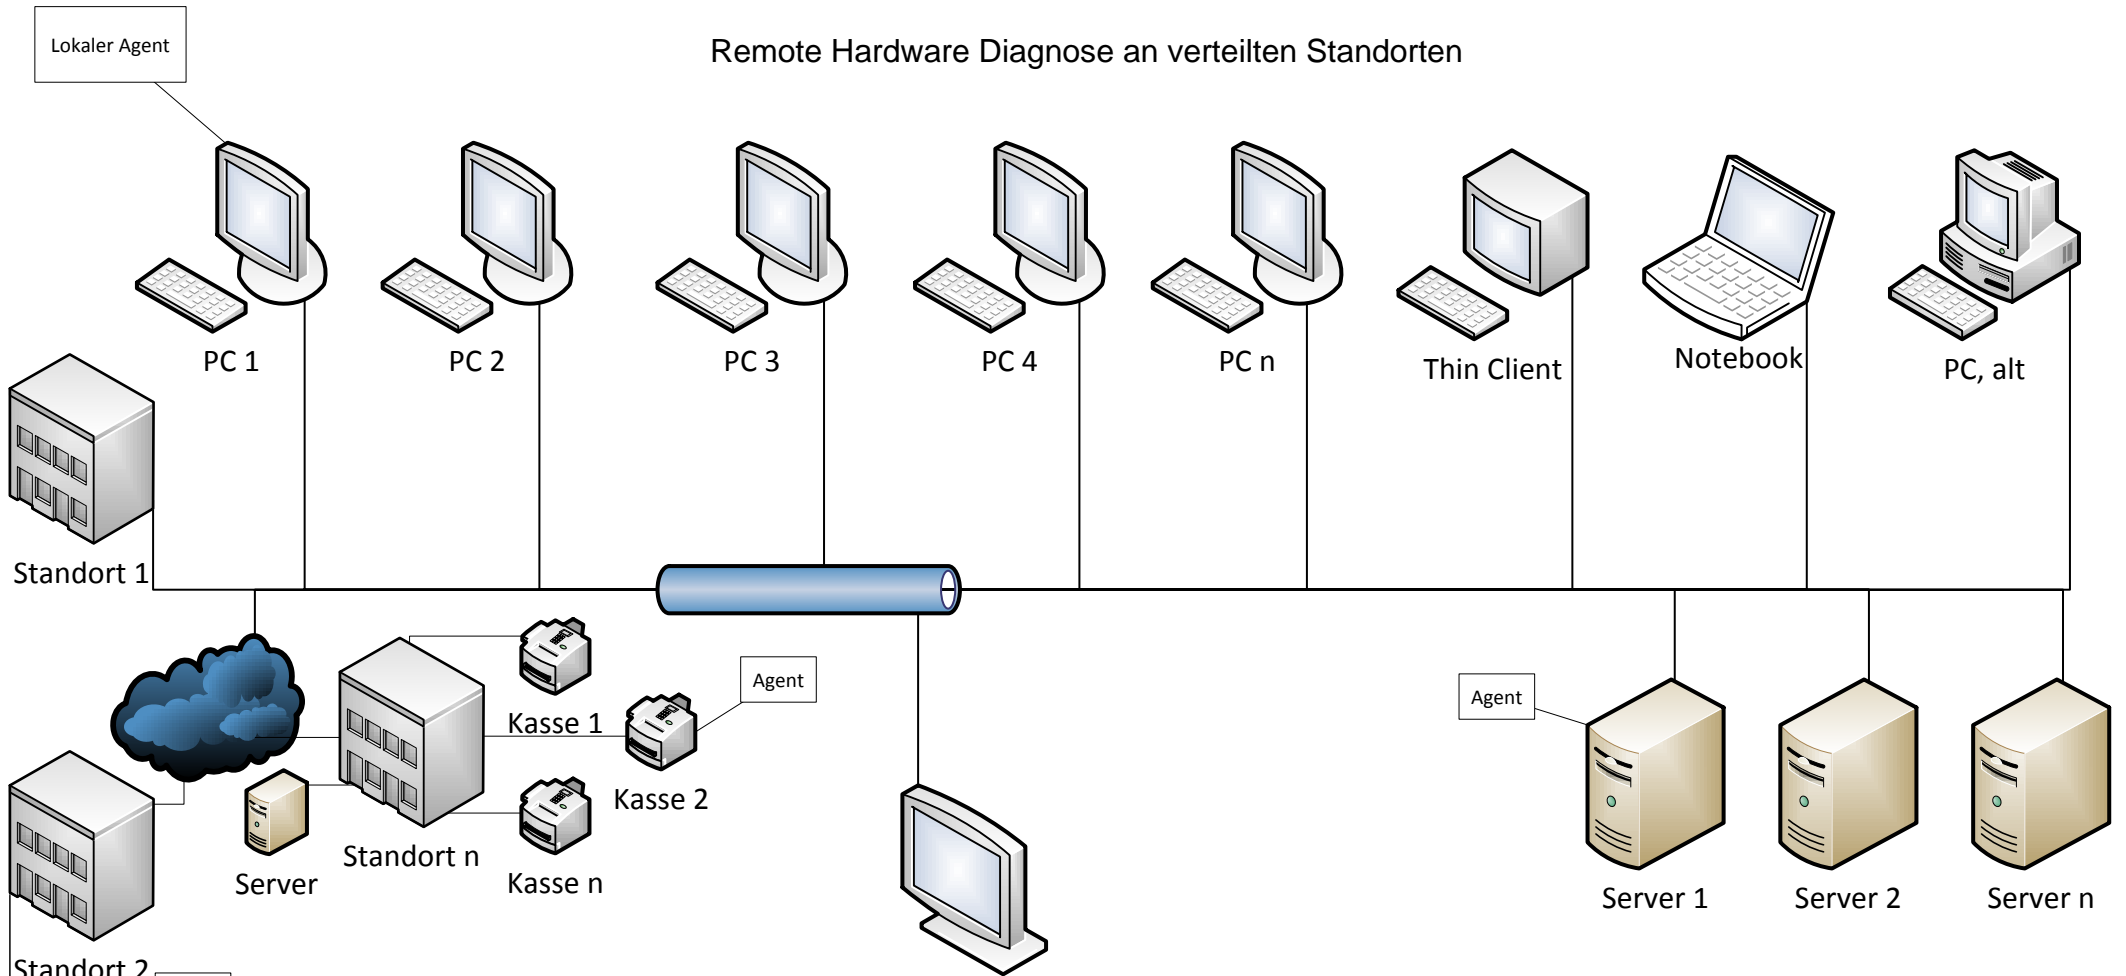 Lokaler Agent
Remote Hardware Diagnose an verteilten Standorten
PC 1
PC 2
PC 3
PC 4
PC n
Thin Client
Notebook
PC, alt
Standort 1
Kasse 1
Agent
Agent
Kasse 2
Standort n
Server
Kasse n
Server 1
Server 2
Server n
Standort 2